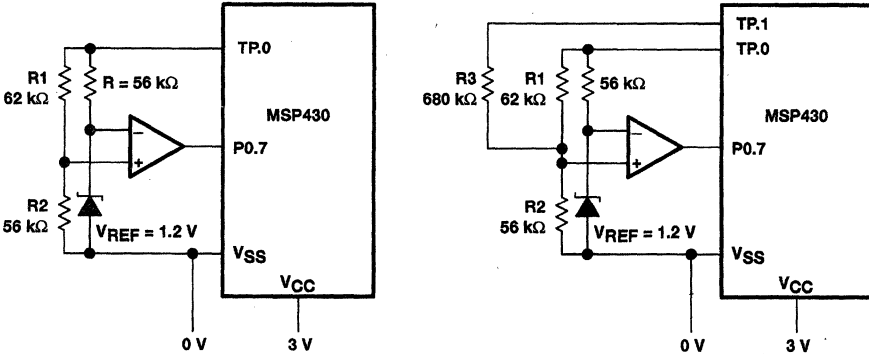 TP.0
R1
62 kΩ
R = 56 kΩ
MSP430
−
+
P0.7
R2
56 kΩ
VREF = 1.2 V
VSS
VCC
0 V
3 V
TP.1
TP.0
R3
680 kΩ
R1
62 kΩ
56 kΩ
MSP430
−
+
P0.7
R2
56 kΩ
VREF = 1.2 V
VSS
VCC
0 V
3 V